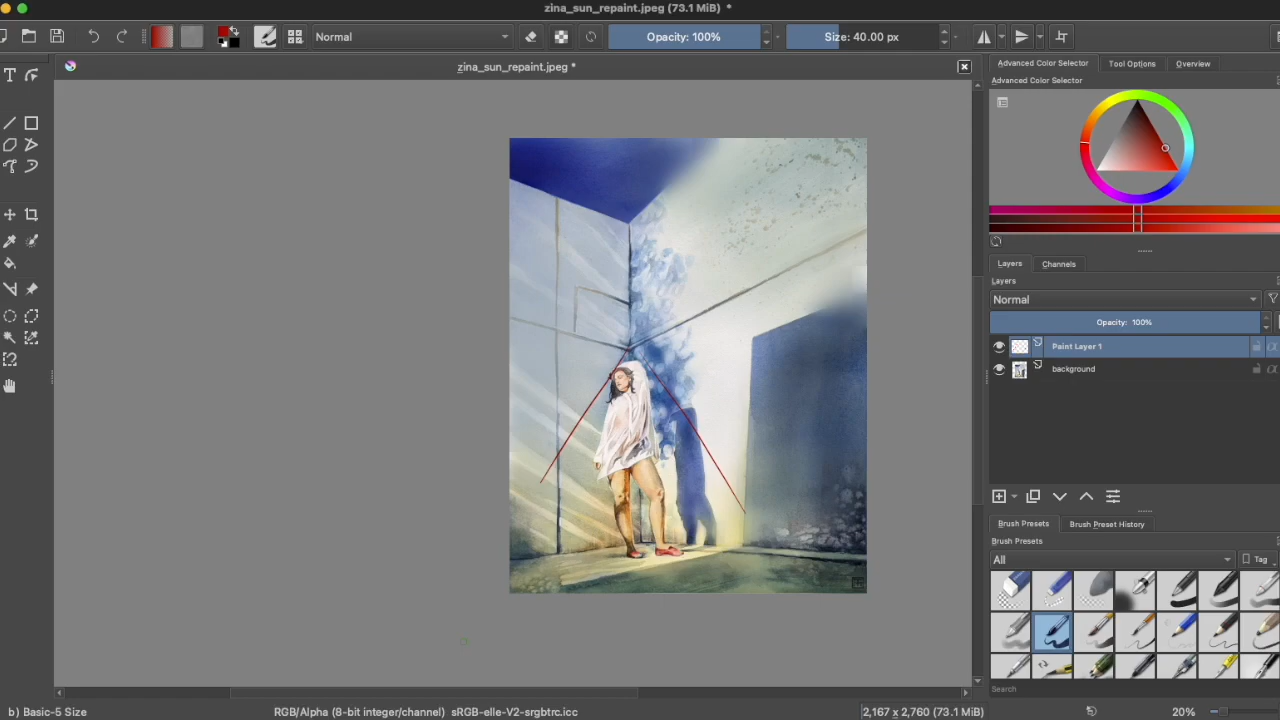 zina_sun_repaint.jpeg (73.1 MiB) *
Normal
Opacity: 100%
Size: 40.00 px
zina_sun_repaint.jpeg *
Advanced Color Selector
Tool Options
Overview
Advanced Color Selector
Layers
Channels
Layers
Normal
Opacity: 100%
Paint Layer 1
background
Brush Presets
Brush Preset History
Brush Presets
All
Tag
Search
b) Basic-5 Size
RGB/Alpha (8-bit integer/channel) sRGB-elle-V2-srgbtrc.icc
2,167 x 2,760 (73.1 MiB)
20%